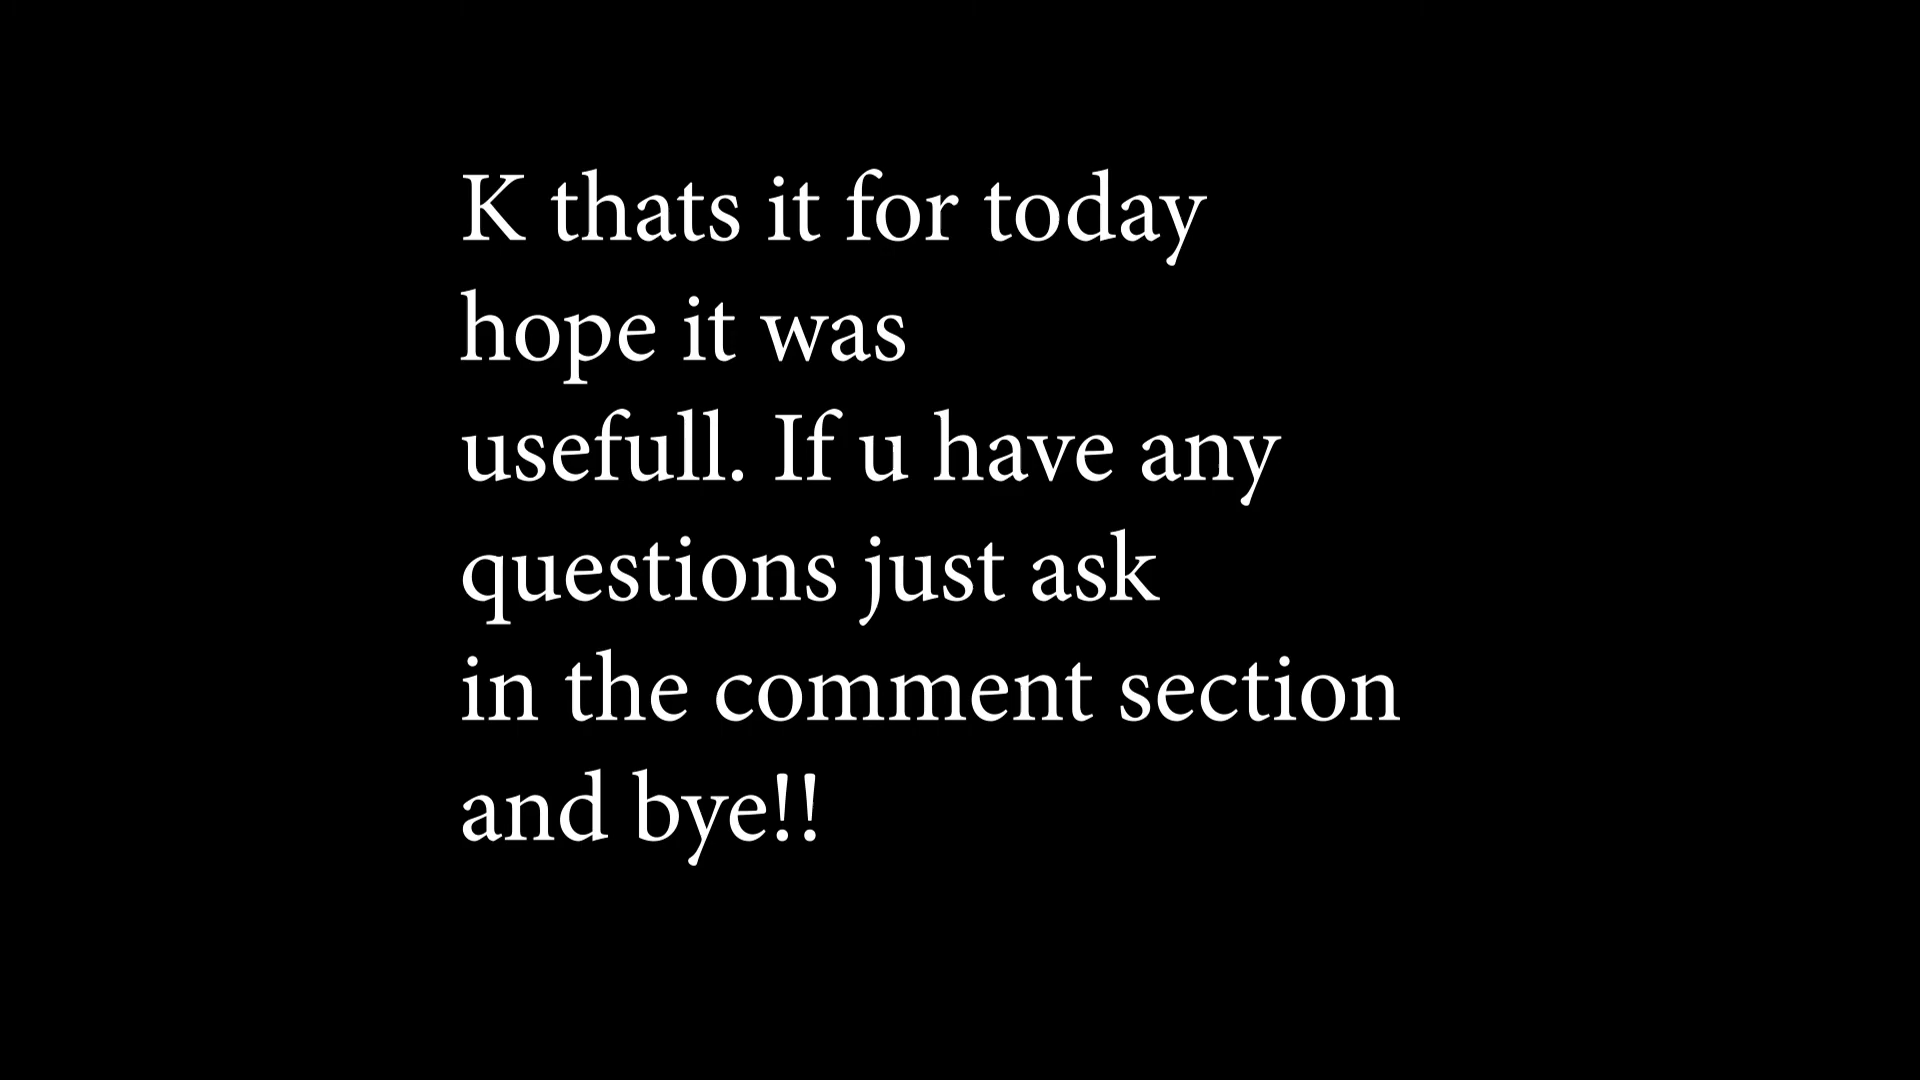 K thats it for today
hope it was
usefull. If u have any
questions just ask
in the comment section
and bye!!